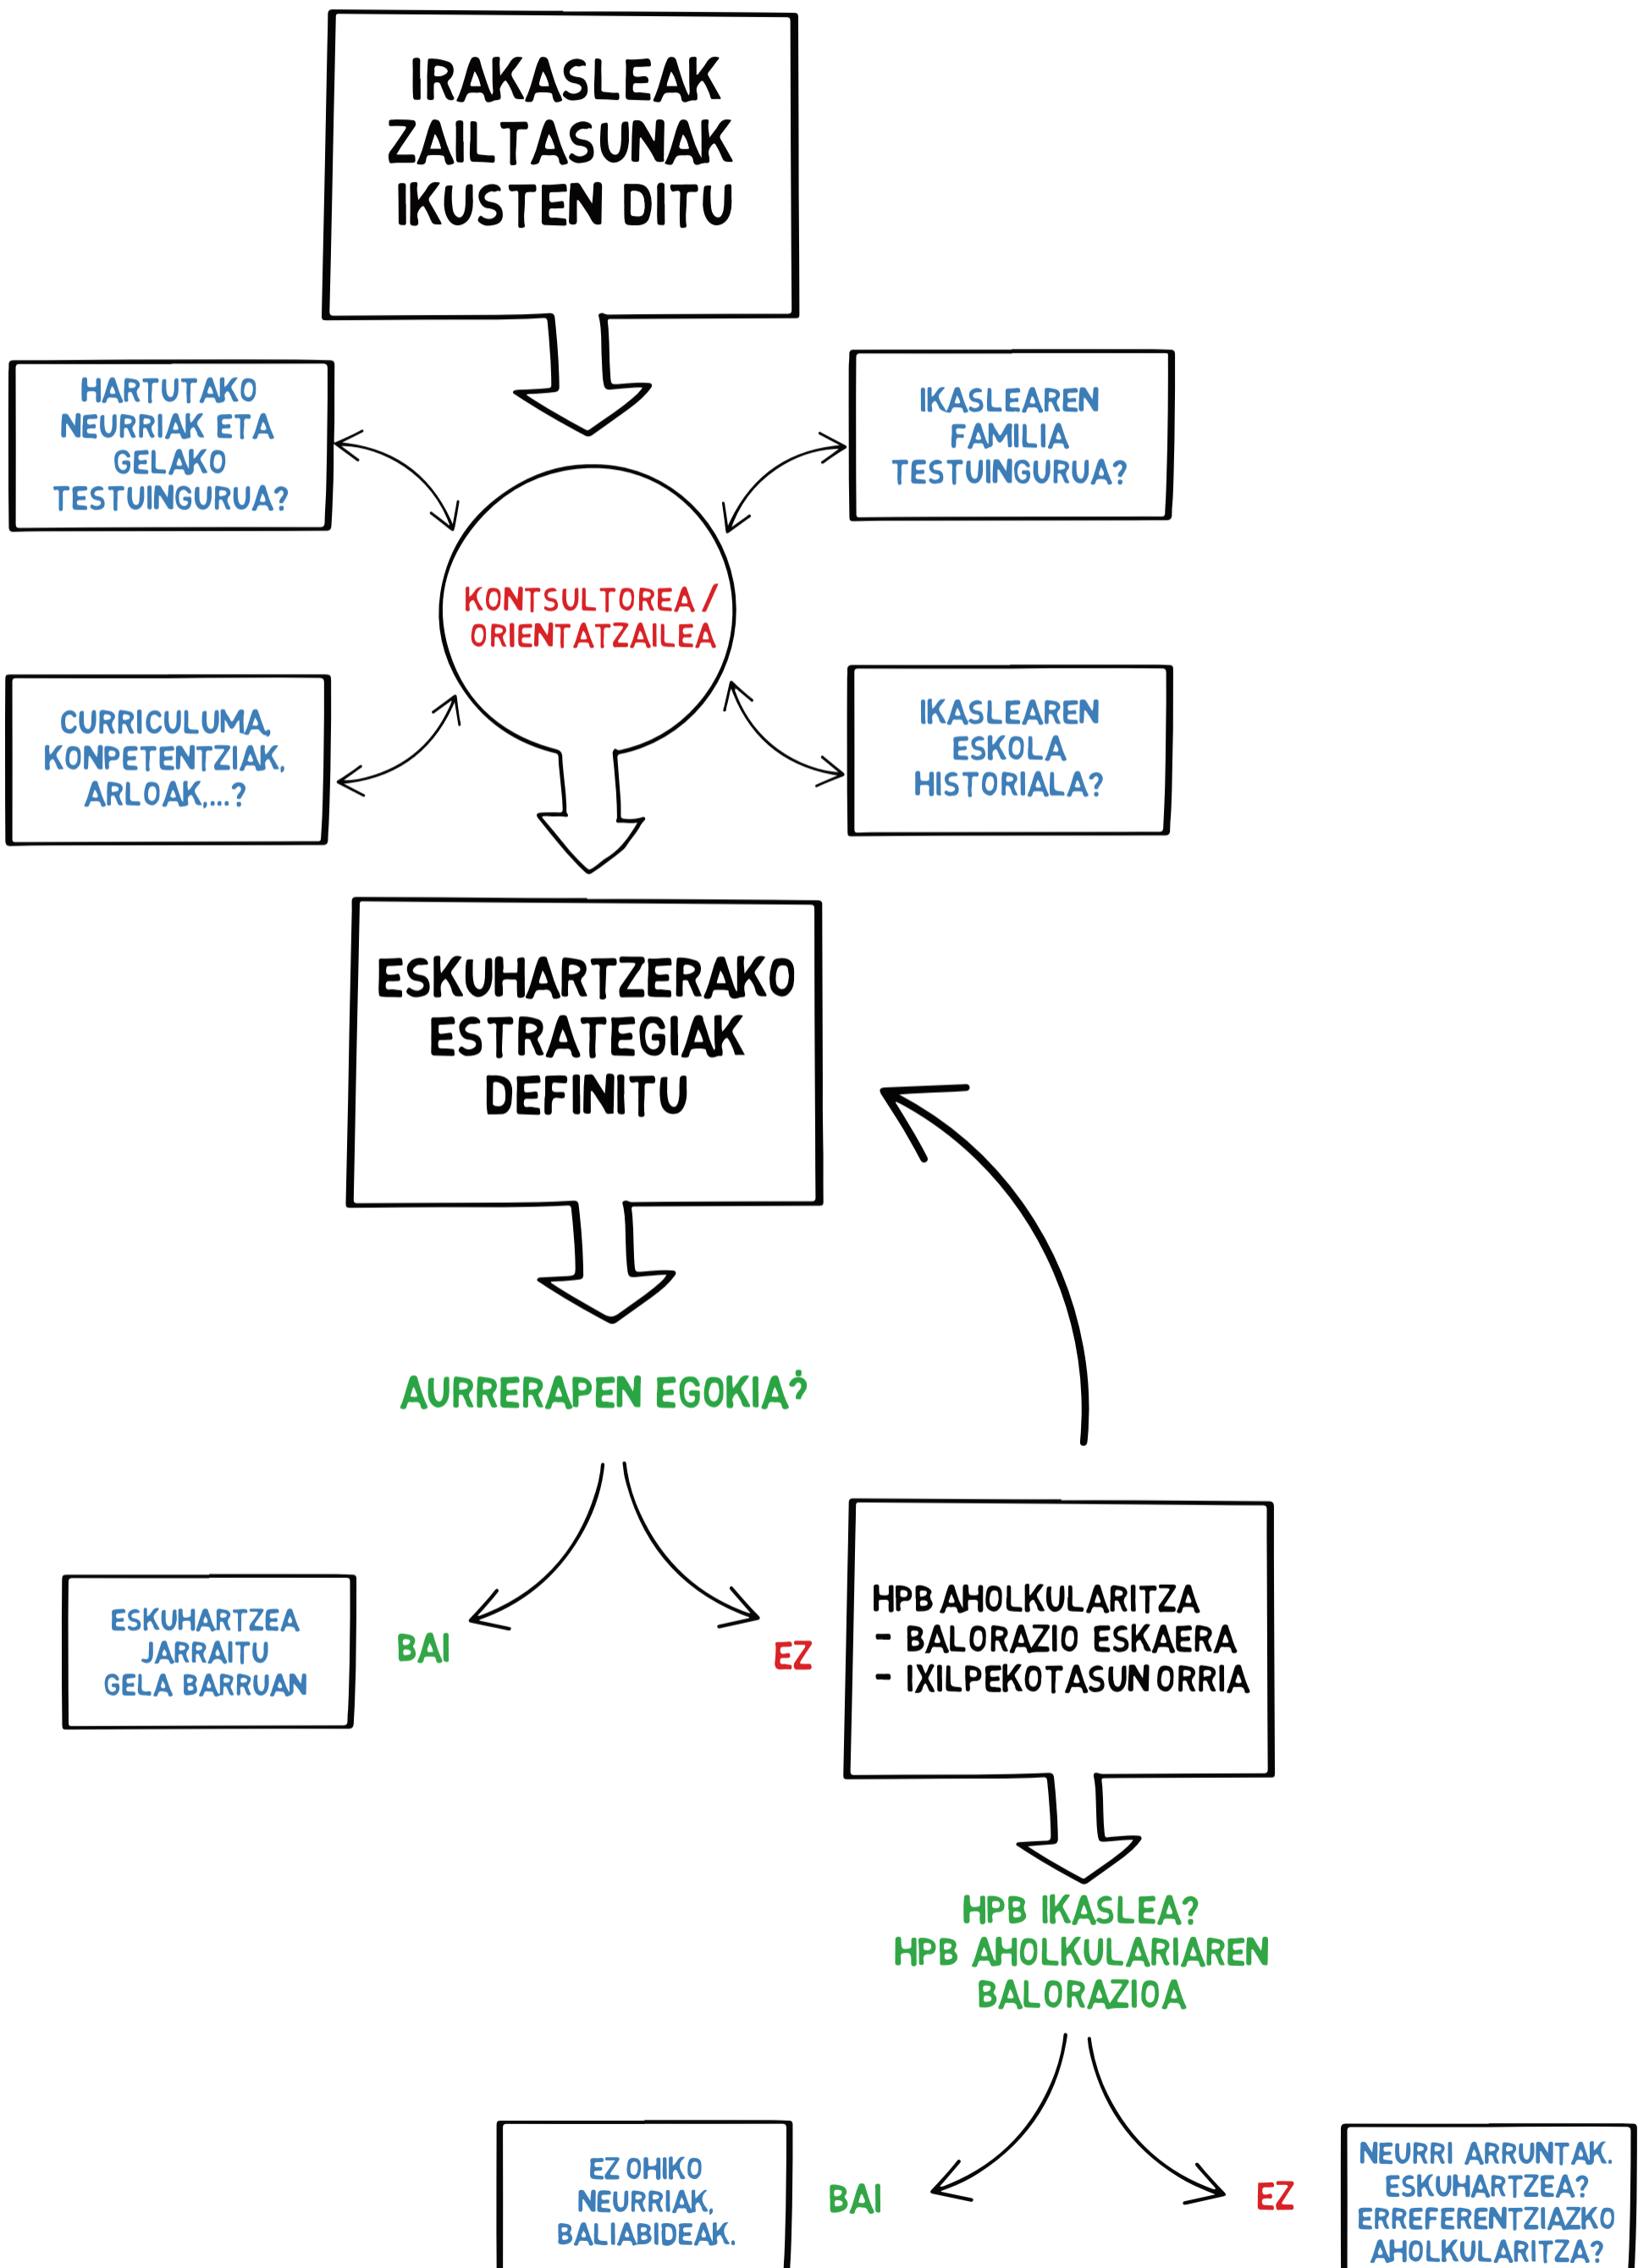 IRAKASLEAK
ZAILTASUNAK
IKUSTEN DITU
HARTUTAKO
NEURRIAK ETA
GELAKO
TESTUINGURUA?
IKASLEAREN
FAMILIA
TESTUINGURUA?
KONTSULTOREA /
ORIENTATZAILEA
CURRICULUMA,
KONPETENTZIAK,
ARLOAK,...?
IKASLEAREN
ESKOLA
HISTORIALA?
ESKUHARTZERAKO
ESTRATEGIAK
DEFINITU
AURRERAPEN EGOKIA?
ESKUHARTZEA
JARRAITU
GELA BARRUAN
BAI
EZ
HPB AHOLKULARITZA
- BALORAZIO ESKAERA
- IXILPEKOTASUN ORRIA
HPB IKASLEA?
HPB AHOLKULARIAREN
BALORAZIOA
EZ OHIKO
NEURRIAK,
BALIABIDEAK.
BAI
EZ
NEURRI ARRUNTAK.
ESKUHARTZEA?
ERREFERENTZIAZKO
AHOLKULARITZA?